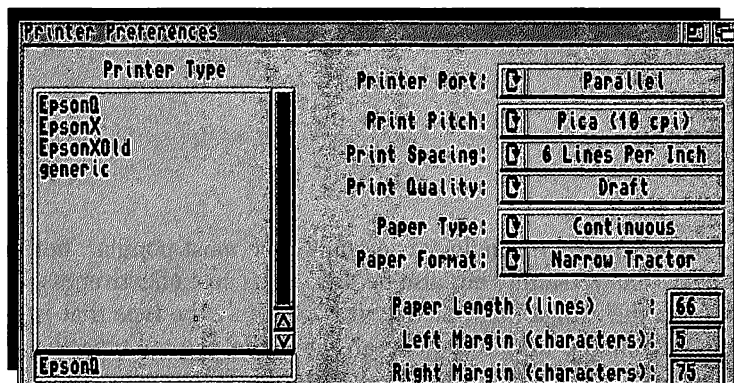 Printer Preferences
Printer Type
EpsonQ
EpsonX
EpsonXOld
generic
EpsonQ
Printer Port: Parallel
Print Pitch: Pica (10 cpi)
Print Spacing: 6 Lines Per Inch
Print Quality: Draft
Paper Type: Continuous
Paper Format: Narrow Tractor
Paper Length (lines) : 66
Left Margin (characters): 5
Right Margin (characters): 75